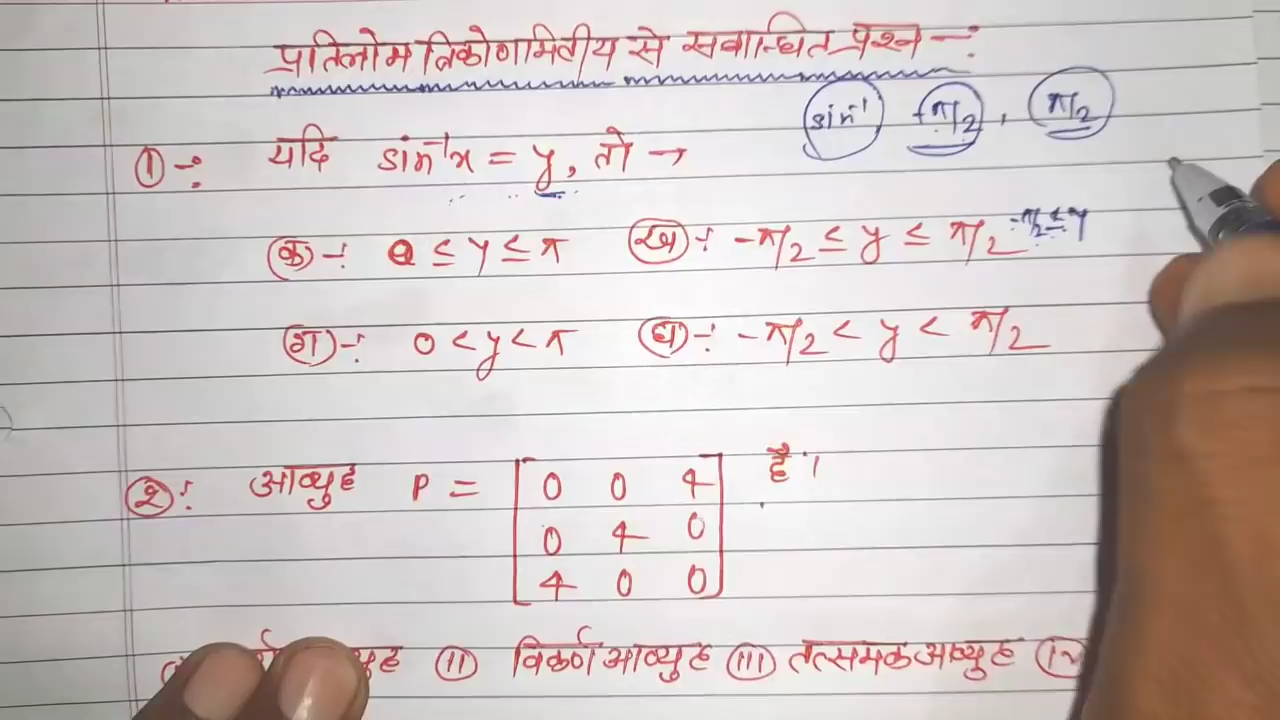 प्रतिलोम त्रिकोणमितीय से सम्बन्धित प्रश्न -:
sin⁻¹ -π/2 , π/2
① -: यदि sin⁻¹x = y, तो →
क -: 0 ≤ y ≤ π ख -: -π/2 ≤ y ≤ π/2 -π/2 ≤ y
ग -: 0 < y < π घ -: -π/2 < y < π/2
२ -: आव्युह P = [ 0 0 4 है।
0 4 0
4 0 0 ]
(ii) विकर्ण आव्युह (iii) तत्समक आव्युह